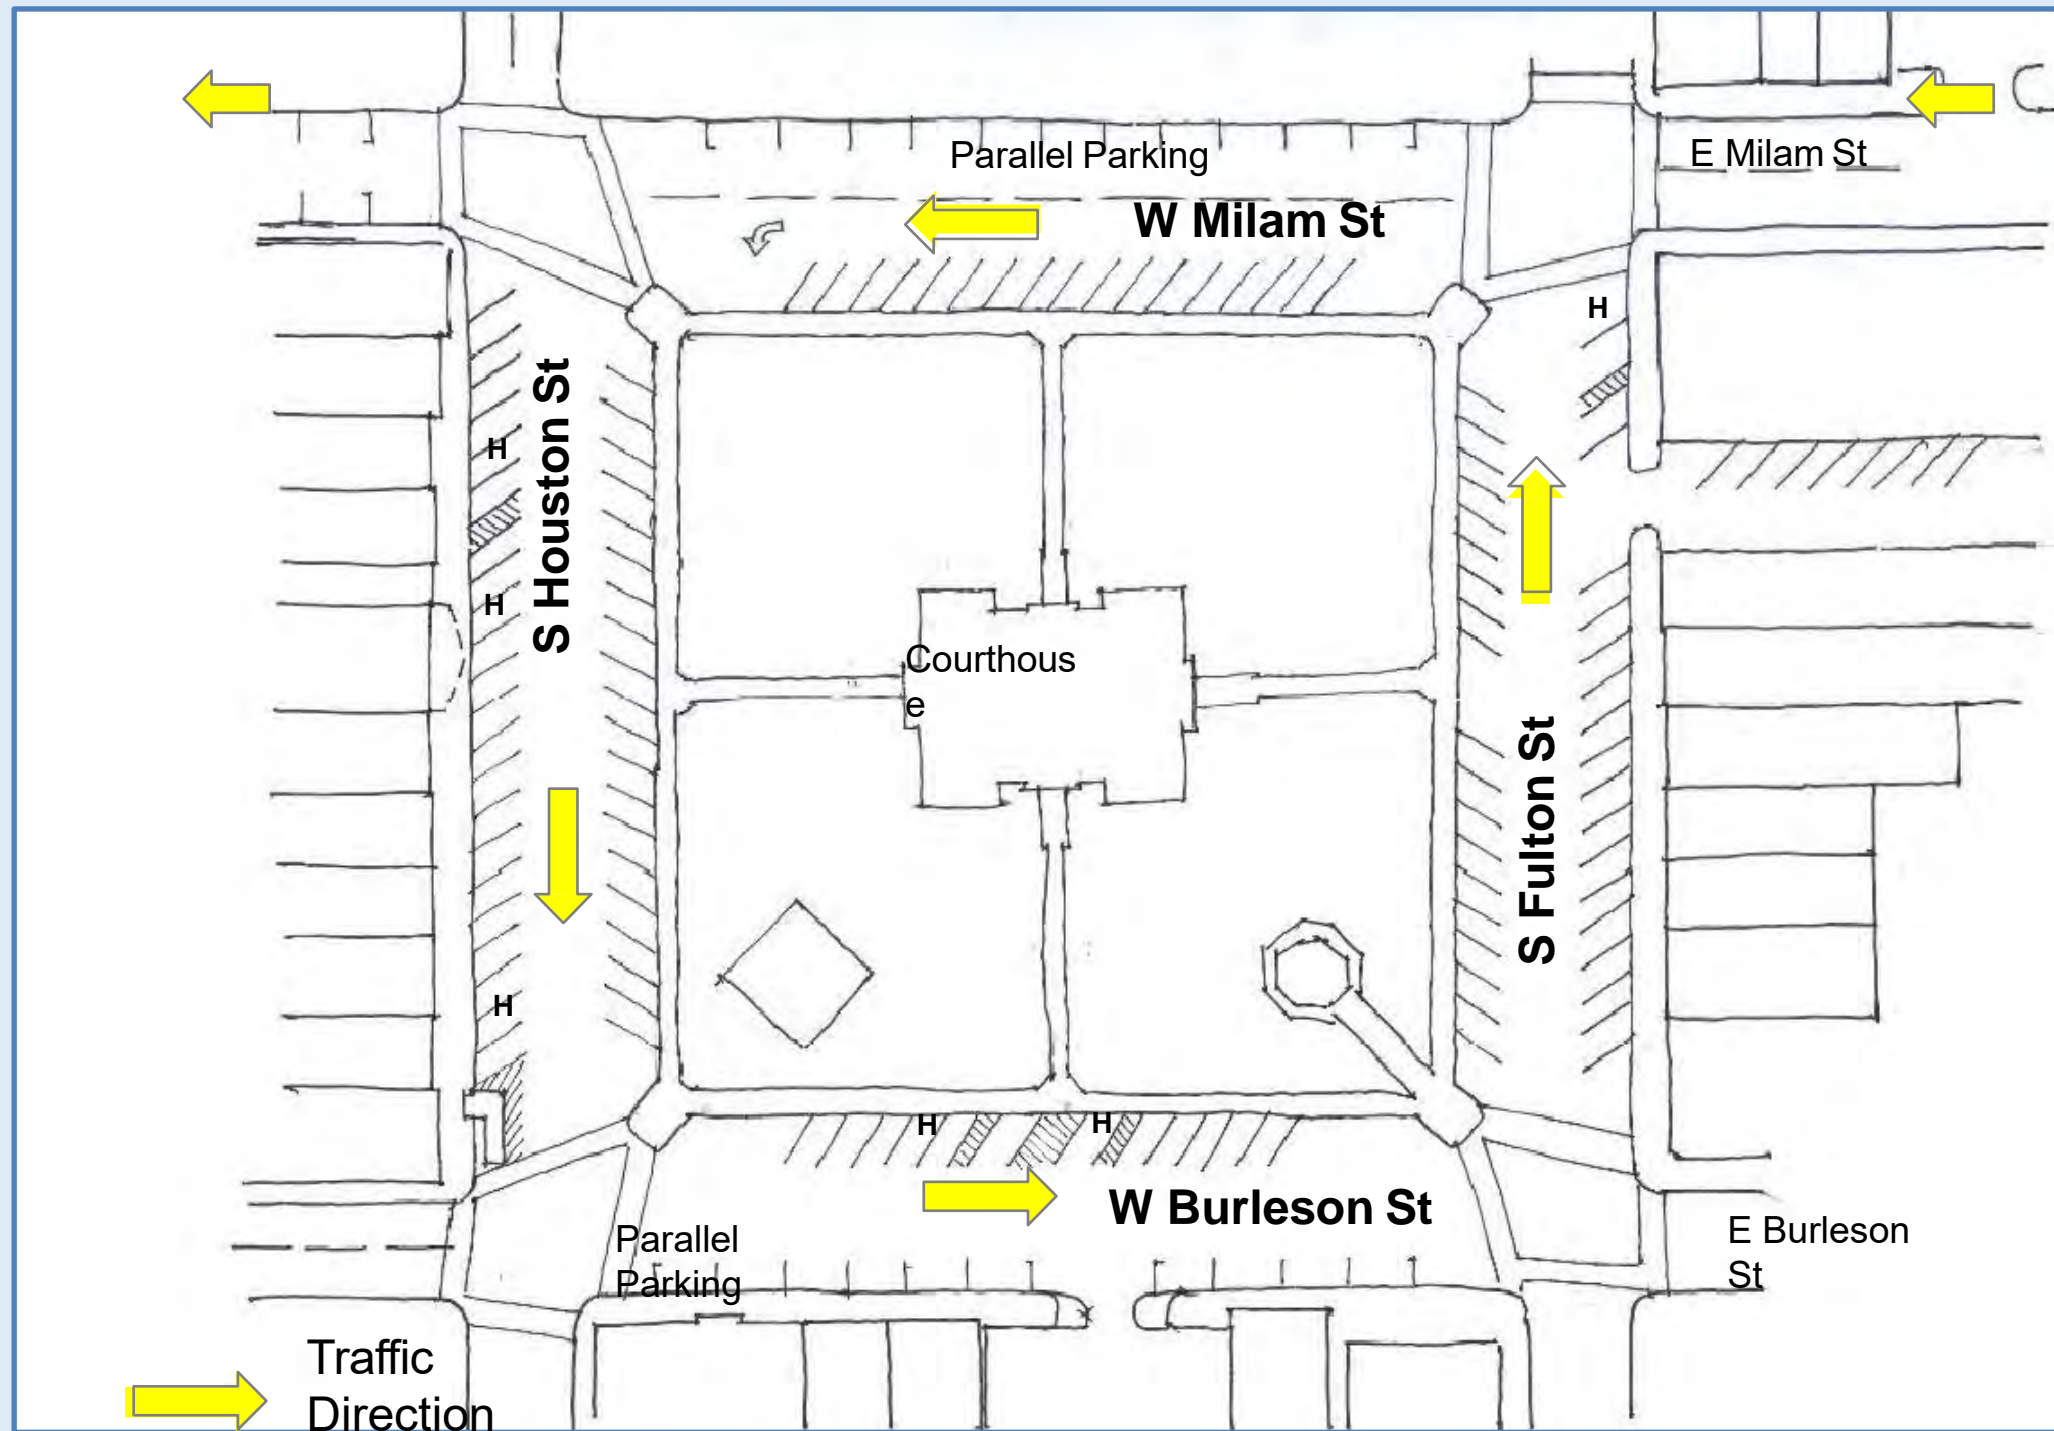 Parallel Parking
E Milam St
W Milam St
H
S Houston St
H
H
Courthous
e
S Fulton St
H
H
H
W Burleson St
Parallel
Parking
E Burleson
St
Traffic
Direction